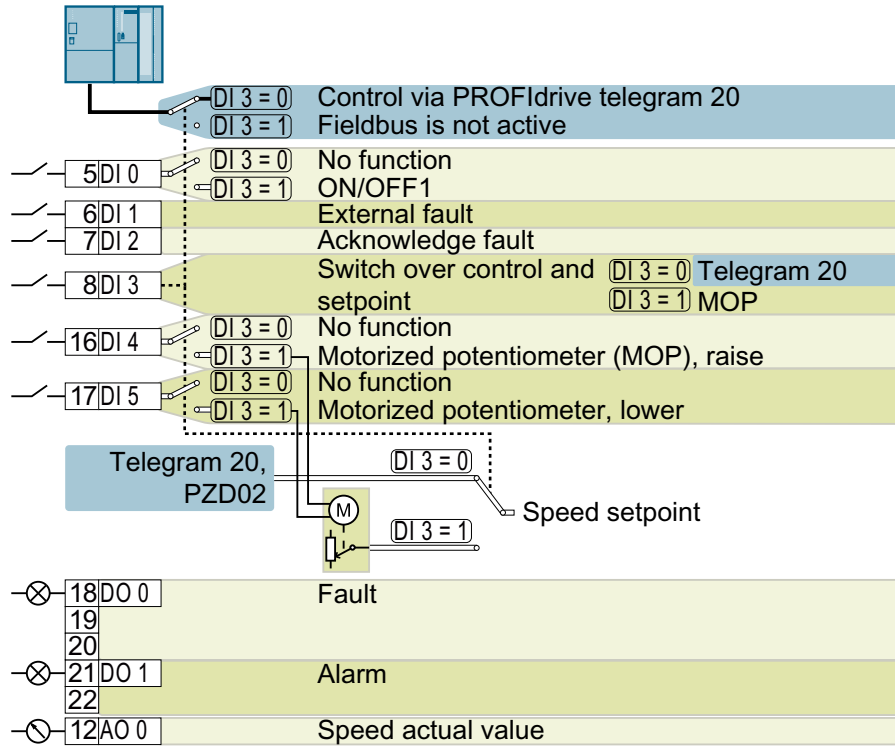 DI 3 = 0 Control via PROFIdrive telegram 20
DI 3 = 1 Fieldbus is not active
5 DI 0 DI 3 = 0 No function
DI 3 = 1 ON/OFF1
6 DI 1 External fault
7 DI 2 Acknowledge fault
8 DI 3 Switch over control and DI 3 = 0 Telegram 20
setpoint DI 3 = 1 MOP
16 DI 4 DI 3 = 0 No function
DI 3 = 1 Motorized potentiometer (MOP), raise
17 DI 5 DI 3 = 0 No function
DI 3 = 1 Motorized potentiometer, lower
Telegram 20, DI 3 = 0
PZD02
M Speed setpoint
DI 3 = 1
18 DO 0 Fault
19
20
21 DO 1 Alarm
22
12 AO 0 Speed actual value